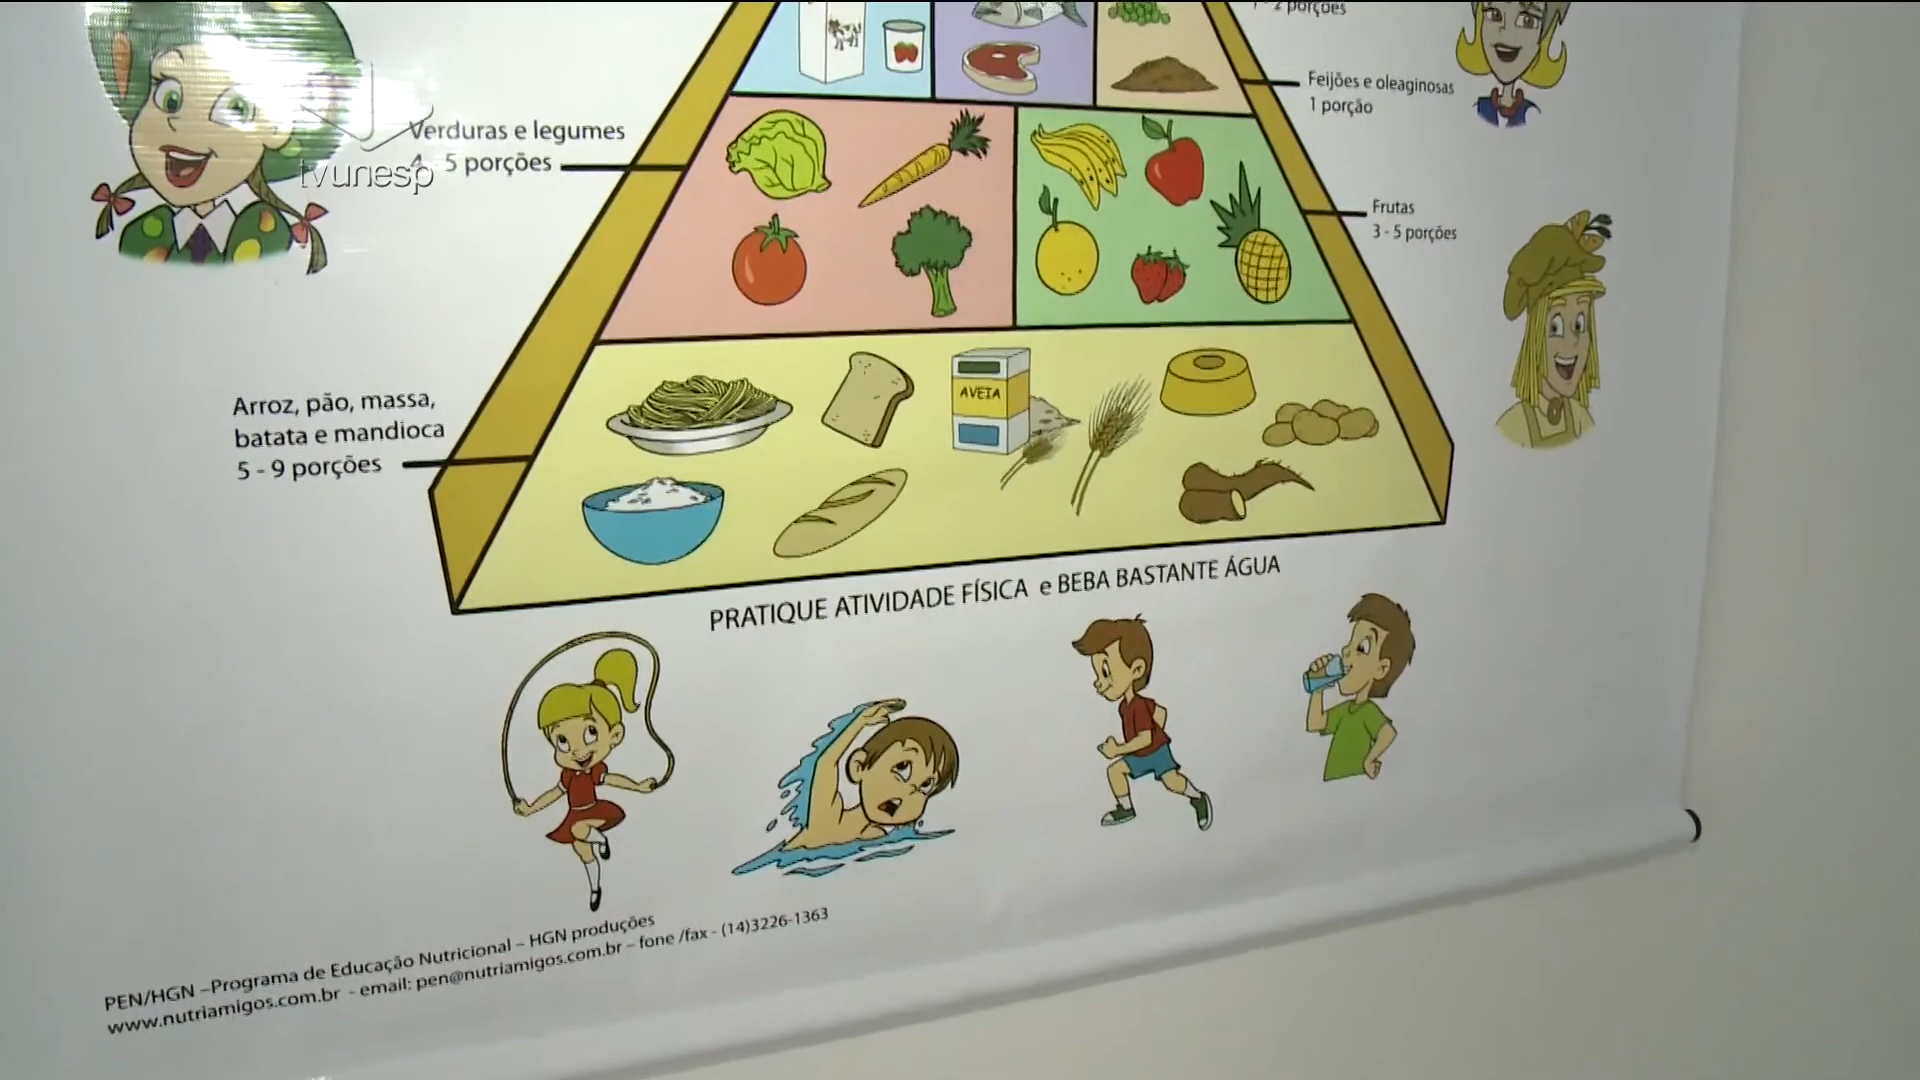 2 porções
Feijões e oleaginosas
1 porção
Verduras e legumes
4 - 5 porções
tvunesp
Frutas
3 - 5 porções
AVEIA
Arroz, pão, massa,
batata e mandioca
5 - 9 porções
PRATIQUE ATIVIDADE FÍSICA e BEBA BASTANTE ÁGUA
PEN/HGN –Programa de Educação Nutricional – HGN produções
www.nutriamigos.com.br - email: pen@nutriamigos.com.br – fone /fax - (14)3226-1363